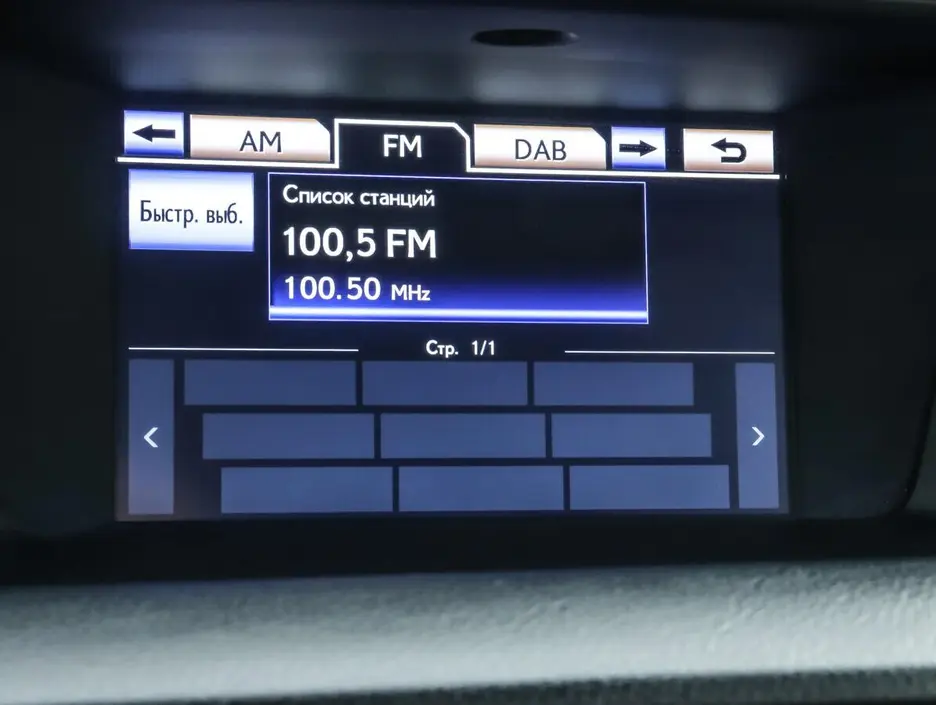 AM FM DAB
Быстр. выб.
Список станций
100,5 FM
100.50 MHz
Стр. 1/1